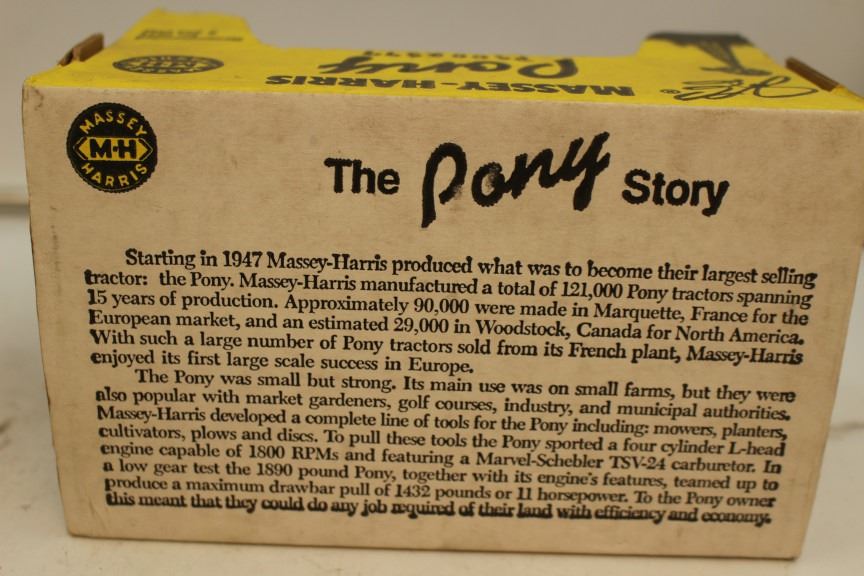 MASSEY-HARRIS
Pony
MASSEY
M-H
HARRIS
The Pony Story
Starting in 1947 Massey-Harris produced what was to become their largest selling
tractor: the Pony. Massey-Harris manufactured a total of 121,000 Pony tractors spanning
15 years of production. Approximately 90,000 were made in Marquette, France for the
European market, and an estimated 29,000 in Woodstock, Canada for North America.
With such a large number of Pony tractors sold from its French plant, Massey-Harris
enjoyed its first large scale success in Europe.
The Pony was small but strong. Its main use was on small farms, but they were
also popular with market gardeners, golf courses, industry, and municipal authorities.
Massey-Harris developed a complete line of tools for the Pony including: mowers, planters,
cultivators, plows and discs. To pull these tools the Pony sported a four cylinder L-head
engine capable of 1800 RPMs and featuring a Marvel-Schebler TSV-24 carburetor. In
a low gear test the 1890 pound Pony, together with its engine's features, teamed up to
produce a maximum drawbar pull of 1432 pounds or 11 horsepower. To the Pony owner
this meant that they could do any job required of their land with efficiency and economy.